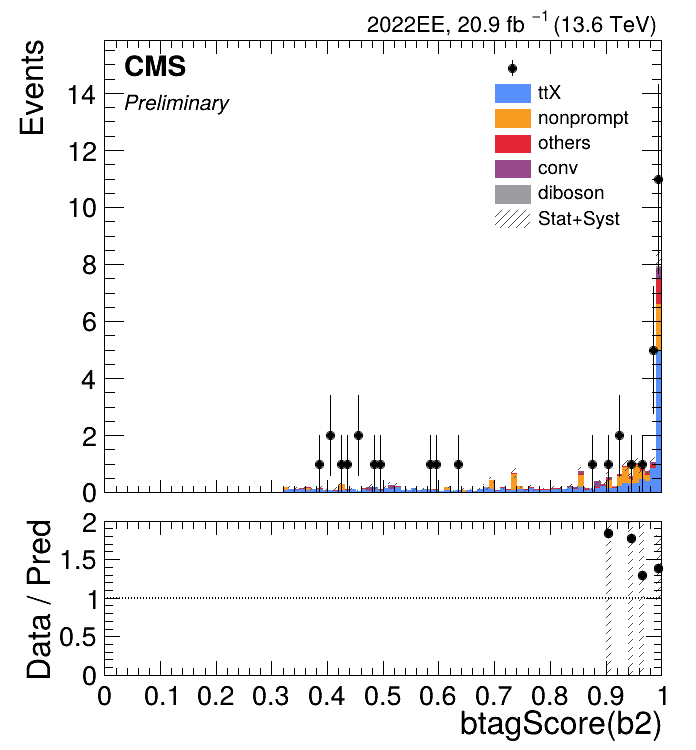 2022EE, 20.9 fb⁻¹ (13.6 TeV)
CMS
Preliminary
ttX
nonprompt
others
conv
diboson
Stat+Syst
Events
14
12
10
8
6
4
2
0
Data / Pred
2
1.5
1
0.5
0
0 0.1 0.2 0.3 0.4 0.5 0.6 0.7 0.8 0.9 1
btagScore(b2)